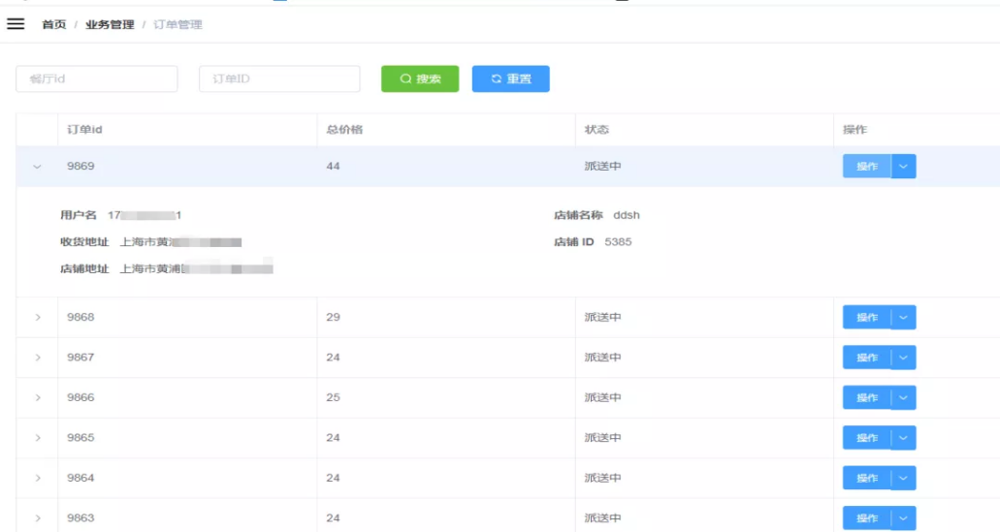 首页 / 业务管理 / 订单管理
餐厅id 订单ID 搜索 重置
订单id 总价格 状态 操作
9869 44 派送中 操作
用户名 17 1 店铺名称 ddsh
收货地址 上海市黄 店铺 ID 5385
店铺地址 上海市黄浦
9868 29 派送中 操作
9867 24 派送中 操作
9866 25 派送中 操作
9865 24 派送中 操作
9864 24 派送中 操作
9863 24 派送中 操作